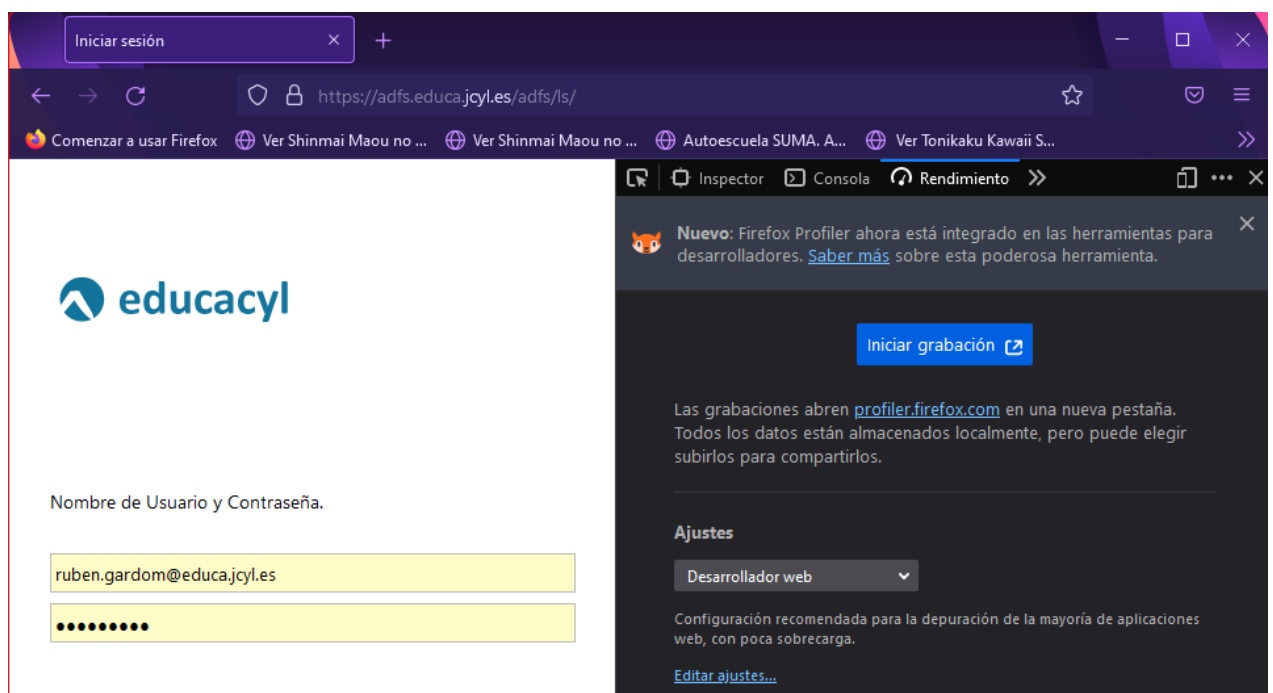 Iniciar sesión
https://adfs.educa.jcyl.es/adfs/ls/
Comenzar a usar Firefox
Ver Shinmai Maou no ...
Ver Shinmai Maou no ...
Autoescuela SUMA. A...
Ver Tonikaku Kawaii S...
Inspector
Consola
Rendimiento
Nuevo: Firefox Profiler ahora está integrado en las herramientas para
desarrolladores. Saber más sobre esta poderosa herramienta.
educacyl
Iniciar grabación
Las grabaciones abren profiler.firefox.com en una nueva pestaña.
Todos los datos están almacenados localmente, pero puede elegir
subirlos para compartirlos.
Nombre de Usuario y Contraseña.
ruben.gardom@educa.jcyl.es
•••••••••
Ajustes
Desarrollador web
Configuración recomendada para la depuración de la mayoría de aplicaciones
web, con poca sobrecarga.
Editar ajustes...